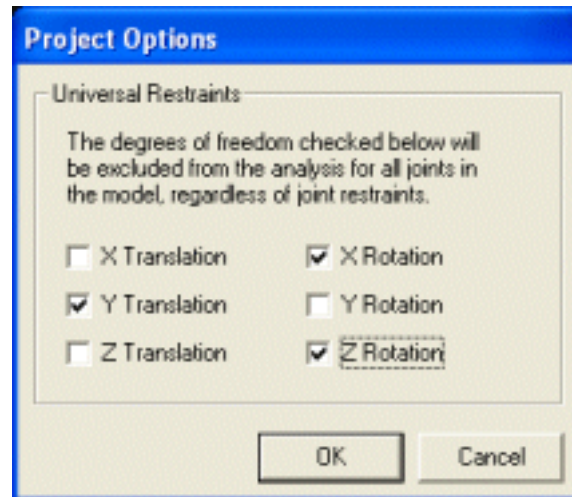 Project Options
Universal Restraints
The degrees of freedom checked below will
be excluded from the analysis for all joints in
the model, regardless of joint restraints.
X Translation X Rotation
Y Translation Y Rotation
Z Translation Z Rotation
OK Cancel